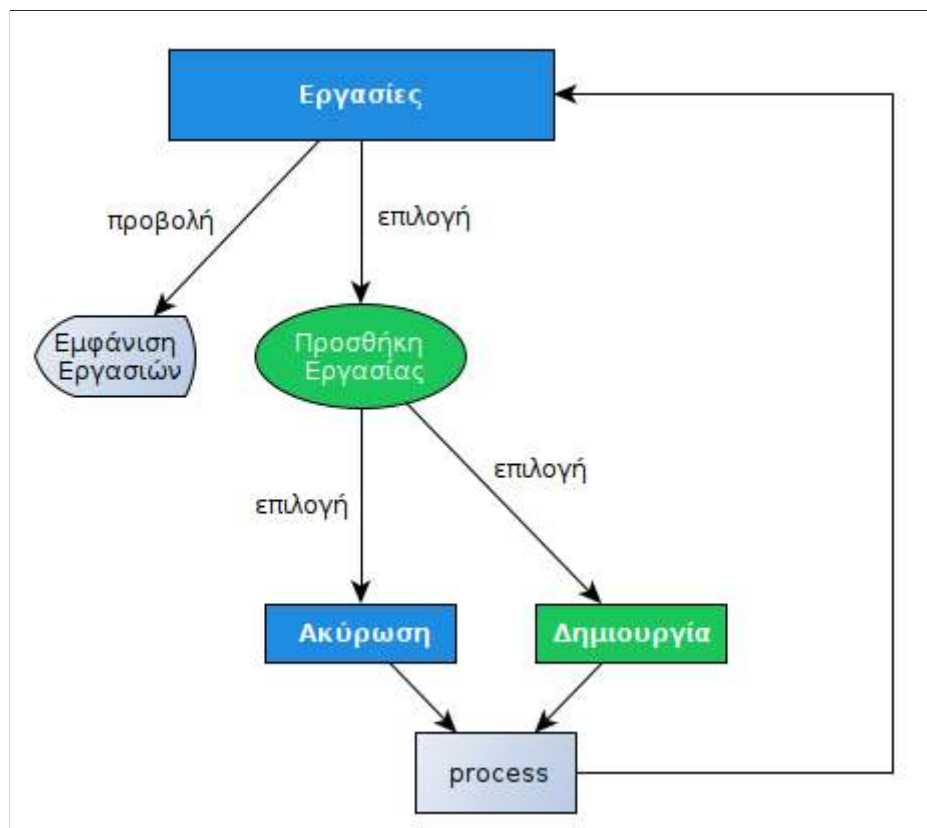 Εργασίες
προβολή
επιλογή
Εμφάνιση
Εργασιών
Προσθήκη
Εργασίας
επιλογή
επιλογή
Ακύρωση
Δημιουργία
process